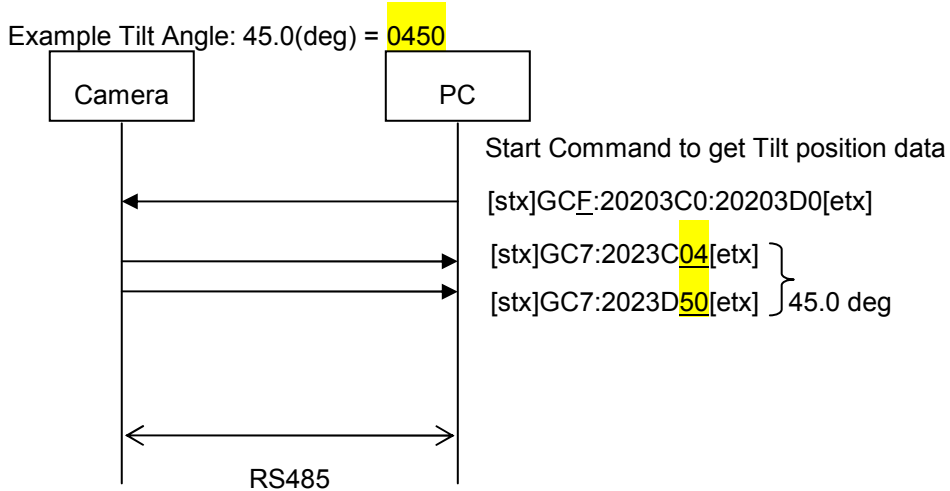 Example Tilt Angle: 45.0(deg) = 0450
Camera
PC
Start Command to get Tilt position data
[stx]GCF:20203C0:20203D0[etx]
[stx]GC7:2023C04[etx]
[stx]GC7:2023D50[etx]
45.0 deg
RS485